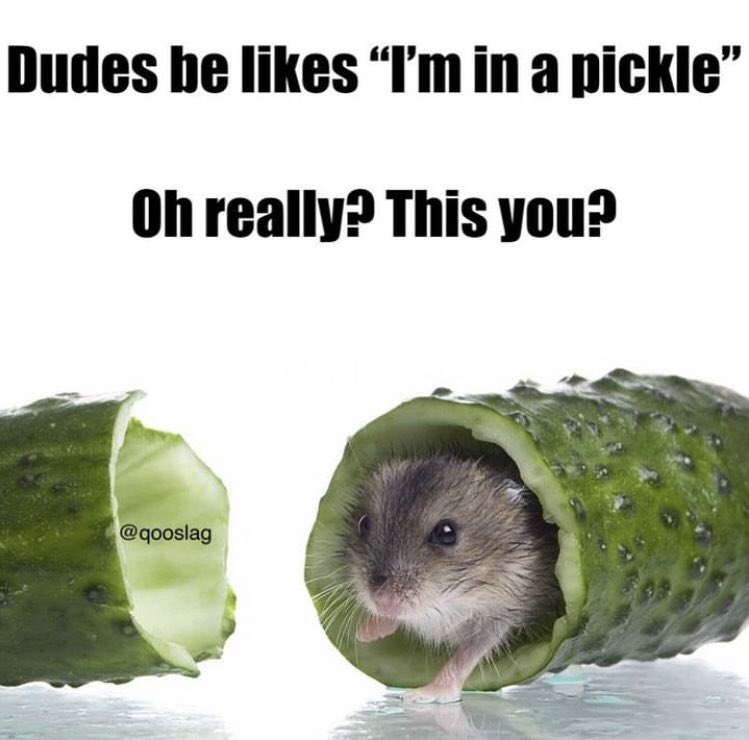 Dudes be likes “I’m in a pickle”
Oh really? This you?
@qooslag